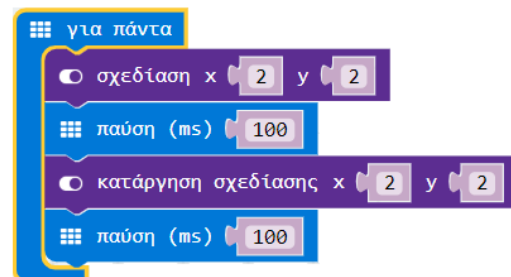 για πάντα
σχεδίαση x 2 y 2
παύση (ms) 100
κατάργηση σχεδίασης x 2 y 2
παύση (ms) 100